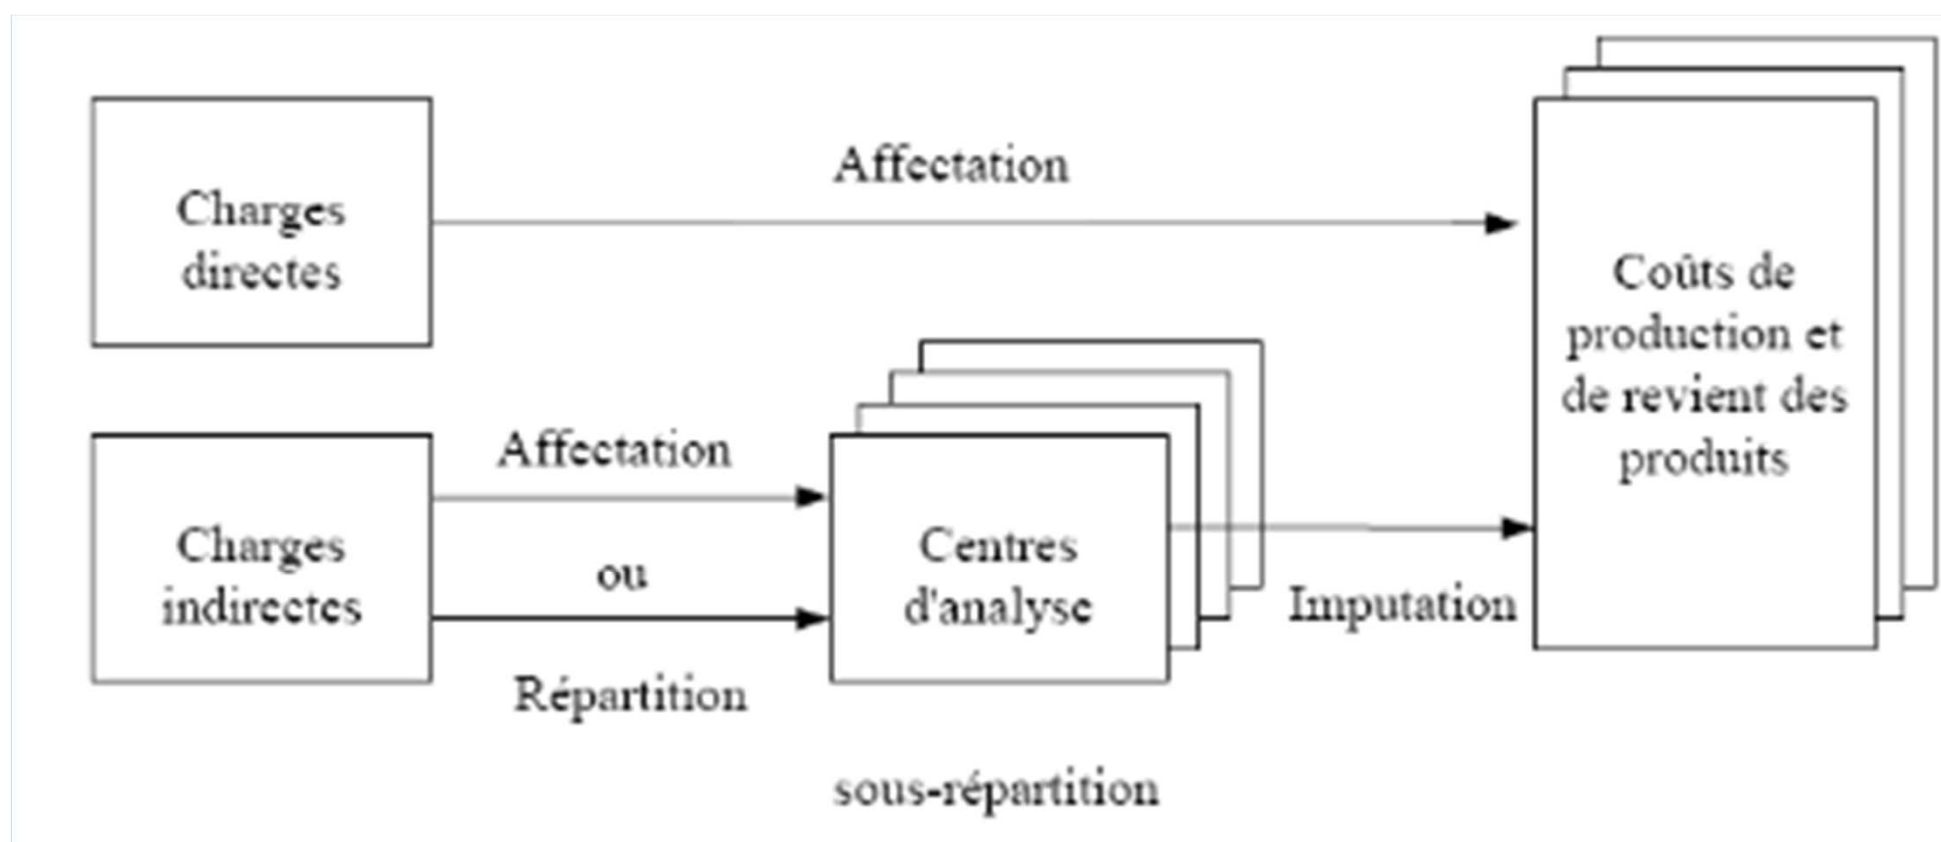 Affectation
Charges
directes
Coûts de
production et
de revient des
produits
Affectation
Charges
indirectes
ou
Centres
d'analyse
Imputation
Répartition
sous-répartition